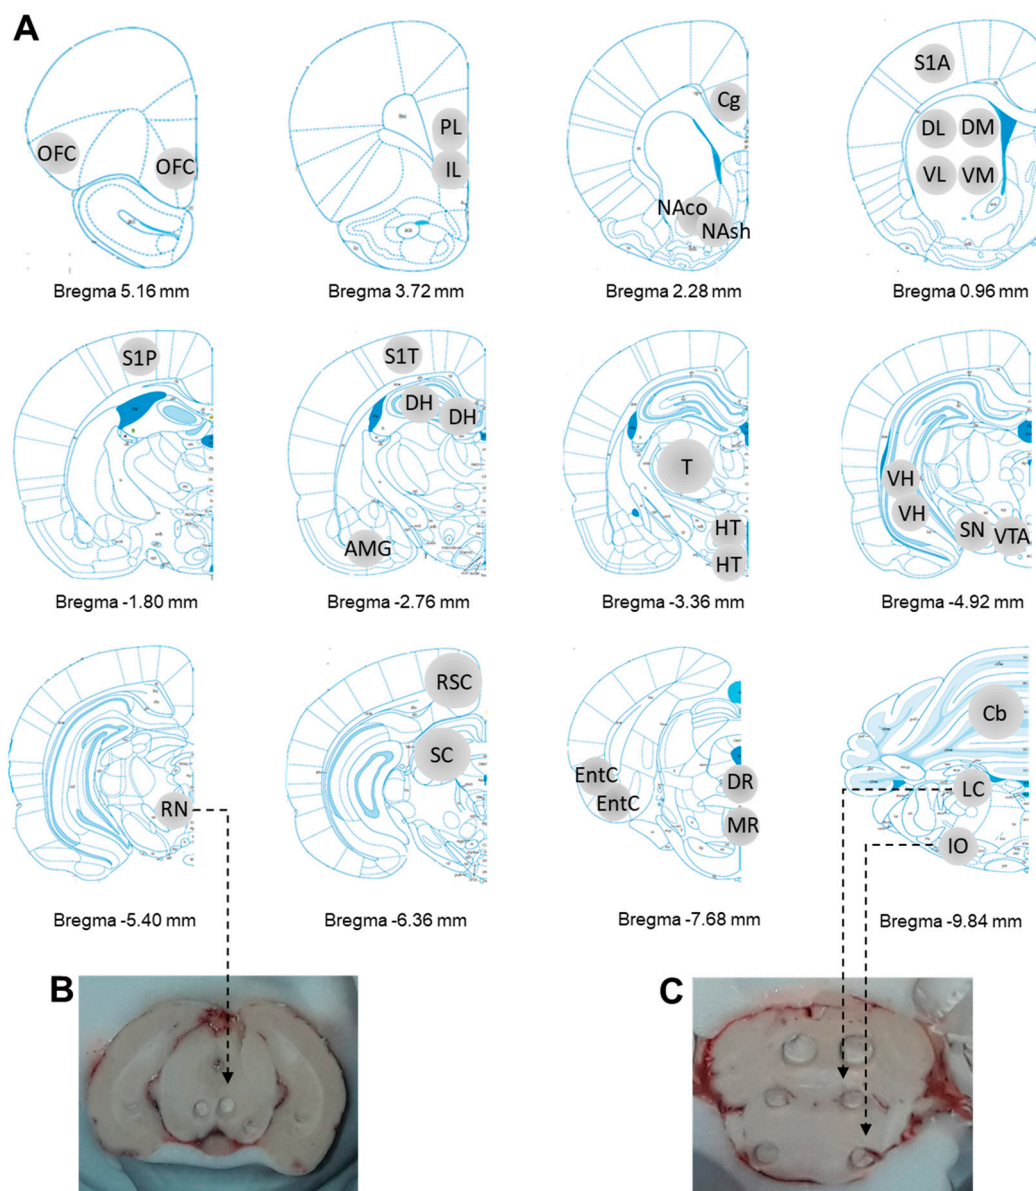 A
OFC
OFC
PL
IL
Cg
NAco
NAsh
S1A
DL
DM
VL
VM
Bregma 5.16 mm
Bregma 3.72 mm
Bregma 2.28 mm
Bregma 0.96 mm
S1P
S1T
DH
DH
AMG
T
HT
HT
VH
VH
SN
VTA
Bregma -1.80 mm
Bregma -2.76 mm
Bregma -3.36 mm
Bregma -4.92 mm
RN
RSC
SC
EntC
EntC
DR
MR
Cb
LC
IO
Bregma -5.40 mm
Bregma -6.36 mm
Bregma -7.68 mm
Bregma -9.84 mm
B
C